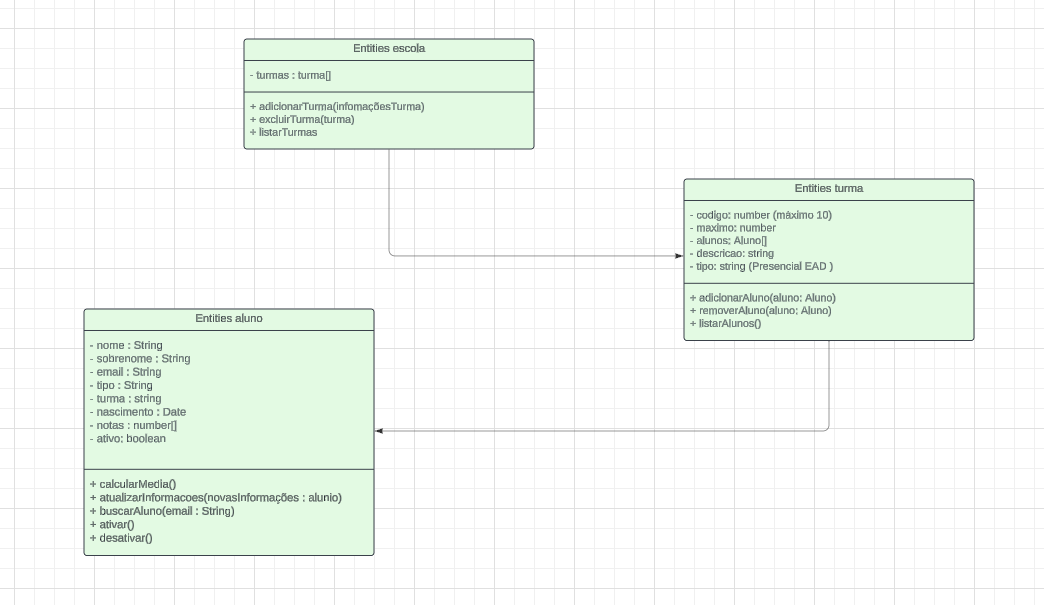 Entities escola
- turmas : turma[]
+ adicionarTurma(infomaçõesTurma)
+ excluirTurma(turma)
+ listarTurmas
Entities turma
- codigo: number (máximo 10)
- maximo: number
- alunos; Aluno[]
- descricao: string
- tipo: string (Presencial EAD )
+ adicionarAluno(aluno: Aluno)
+ removerAluno(aluno: Aluno)
+ listarAlunos()
Entities aluno
- nome : String
- sobrenome : String
- email : String
- tipo : String
- turma : string
- nascimento : Date
- notas : number[]
- ativo: boolean
+ calcularMedia()
+ atualizarInformacoes(novasInformações : alunio)
+ buscarAluno(email : String)
+ ativar()
+ desativar()